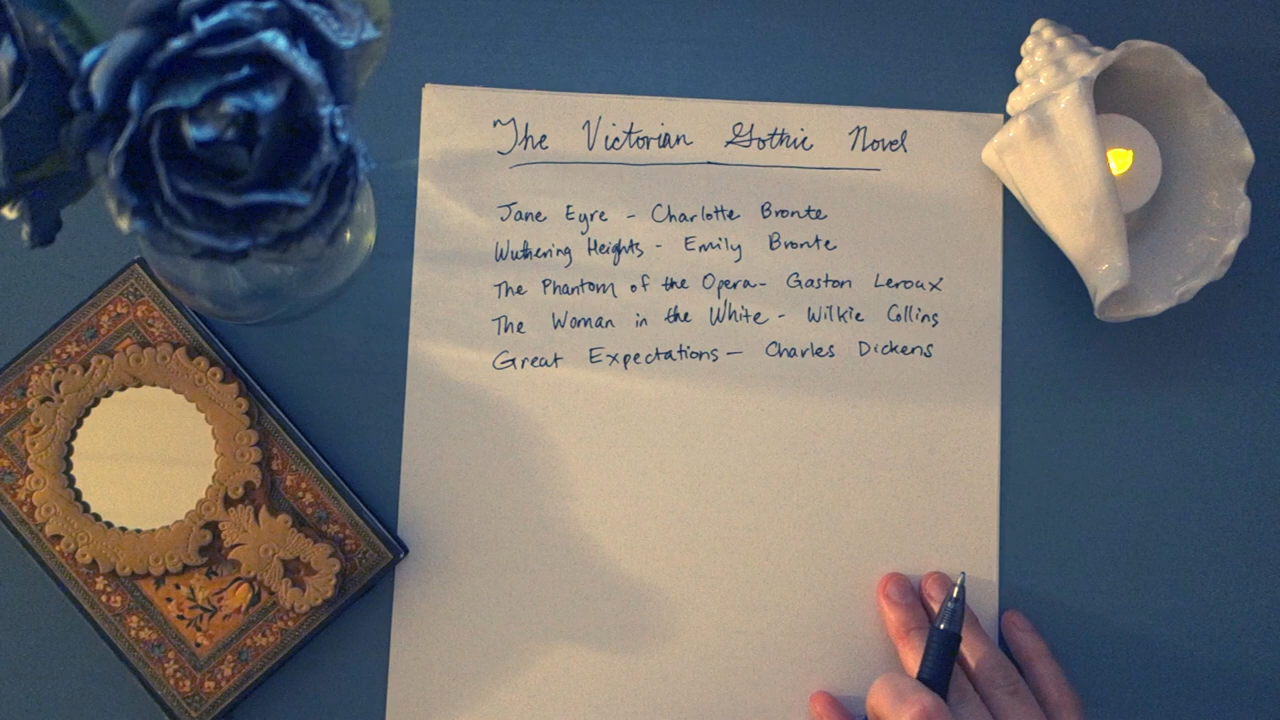 The Victorian Gothic Novel
Jane Eyre - Charlotte Bronte
Wuthering Heights - Emily Bronte
The Phantom of the Opera - Gaston Leroux
The Woman in the White - Wilkie Collins
Great Expectations - Charles Dickens